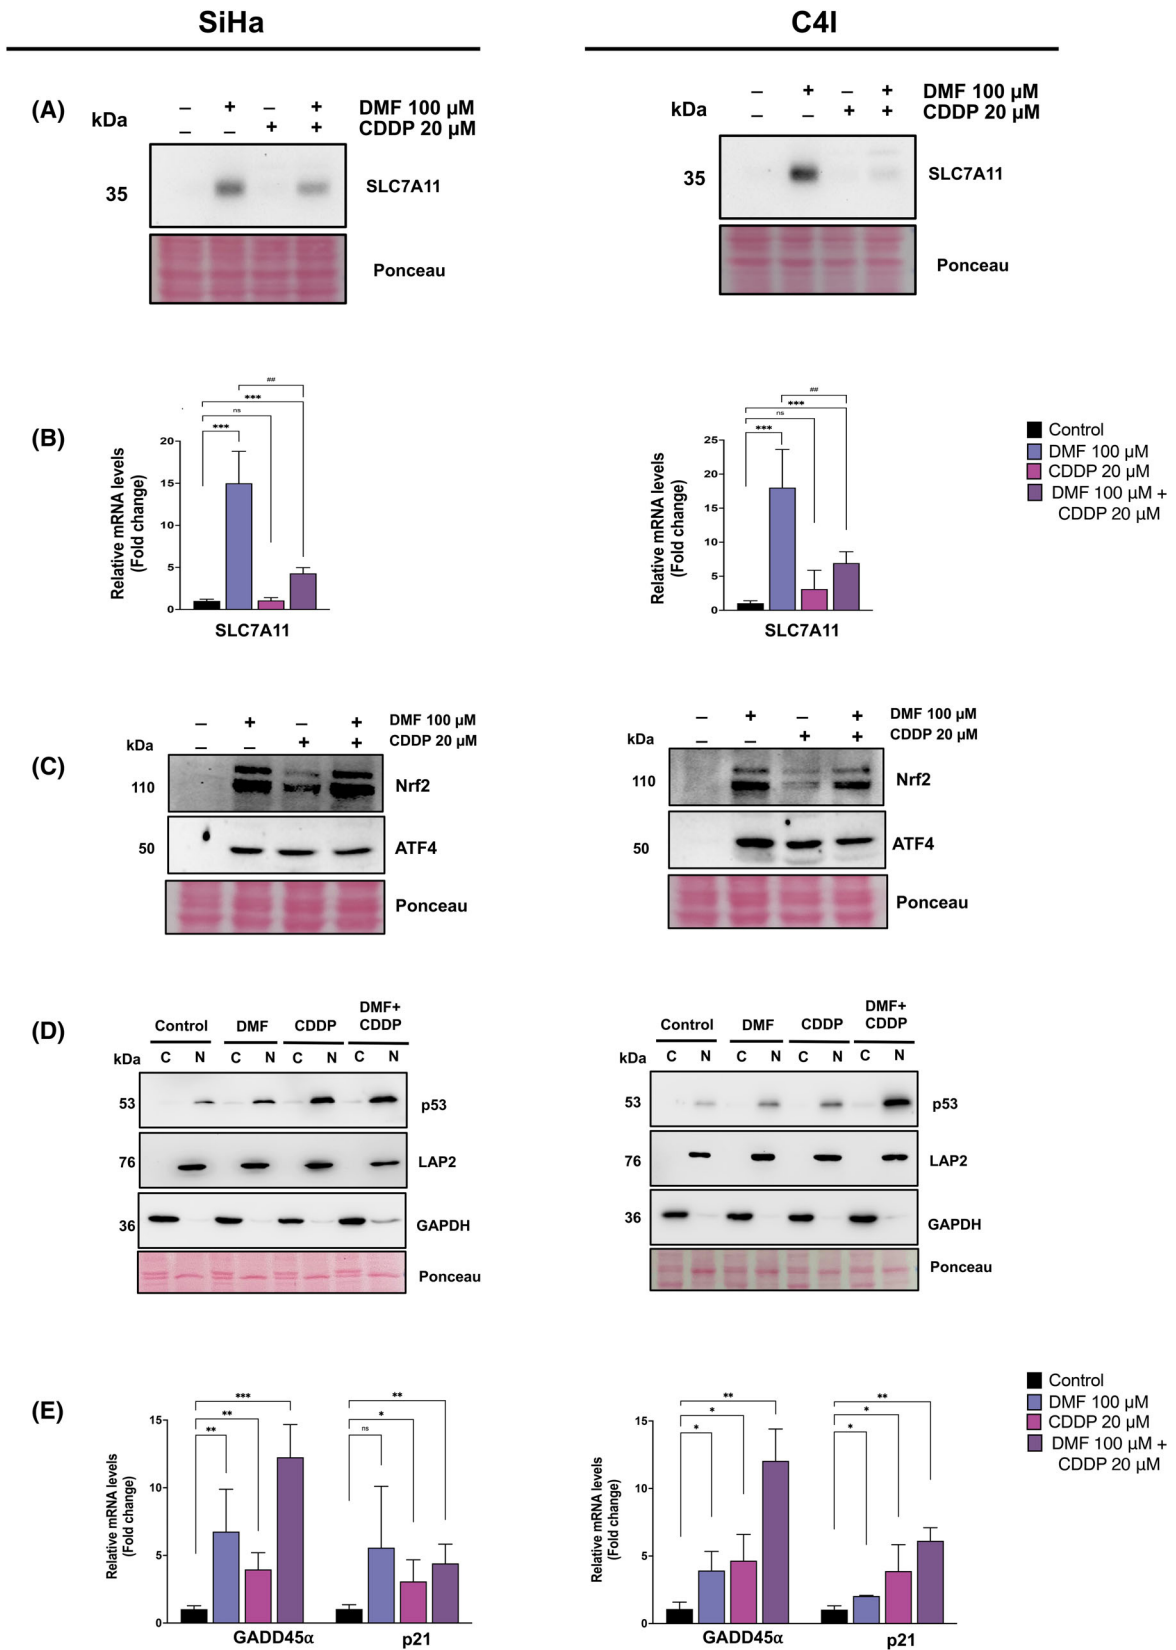 SiHa
C4I
(A)
kDa
– + – + DMF 100 µM
– – + + CDDP 20 µM
35
SLC7A11
Ponceau
kDa
– + – + DMF 100 µM
– – + + CDDP 20 µM
35
SLC7A11
Ponceau
(B)
Relative mRNA levels
(Fold change)
20
15
10
5
0
##
***
ns
***
SLC7A11
Relative mRNA levels
(Fold change)
25
20
15
10
5
0
##
***
ns
***
SLC7A11
Control
DMF 100 µM
CDDP 20 µM
DMF 100 µM +
CDDP 20 µM
(C)
kDa
– + – + DMF 100 µM
– – + + CDDP 20 µM
110
Nrf2
50
ATF4
Ponceau
kDa
– + – + DMF 100 µM
– – + + CDDP 20 µM
110
Nrf2
50
ATF4
Ponceau
(D)
Control DMF CDDP DMF+
CDDP
kDa C N C N C N C N
53 p53
76 LAP2
36 GAPDH
Ponceau
Control DMF CDDP DMF+
CDDP
kDa C N C N C N C N
53 p53
76 LAP2
36 GAPDH
Ponceau
(E)
Relative mRNA levels
(Fold change)
15
10
5
0
***
**
**
**
*
ns
GADD45α p21
Relative mRNA levels
(Fold change)
15
10
5
0
**
*
*
**
*
*
GADD45α p21
Control
DMF 100 µM
CDDP 20 µM
DMF 100 µM +
CDDP 20 µM